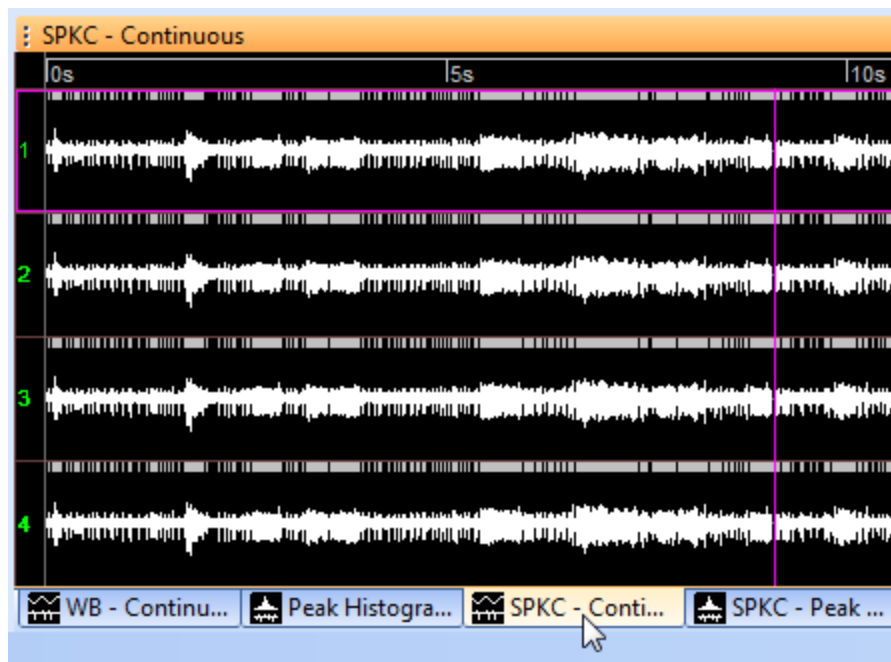 SPKC - Continuous
0s 5s 10s
1
2
3
4
WB - Continu... Peak Histogra... SPKC - Conti... SPKC - Peak ...